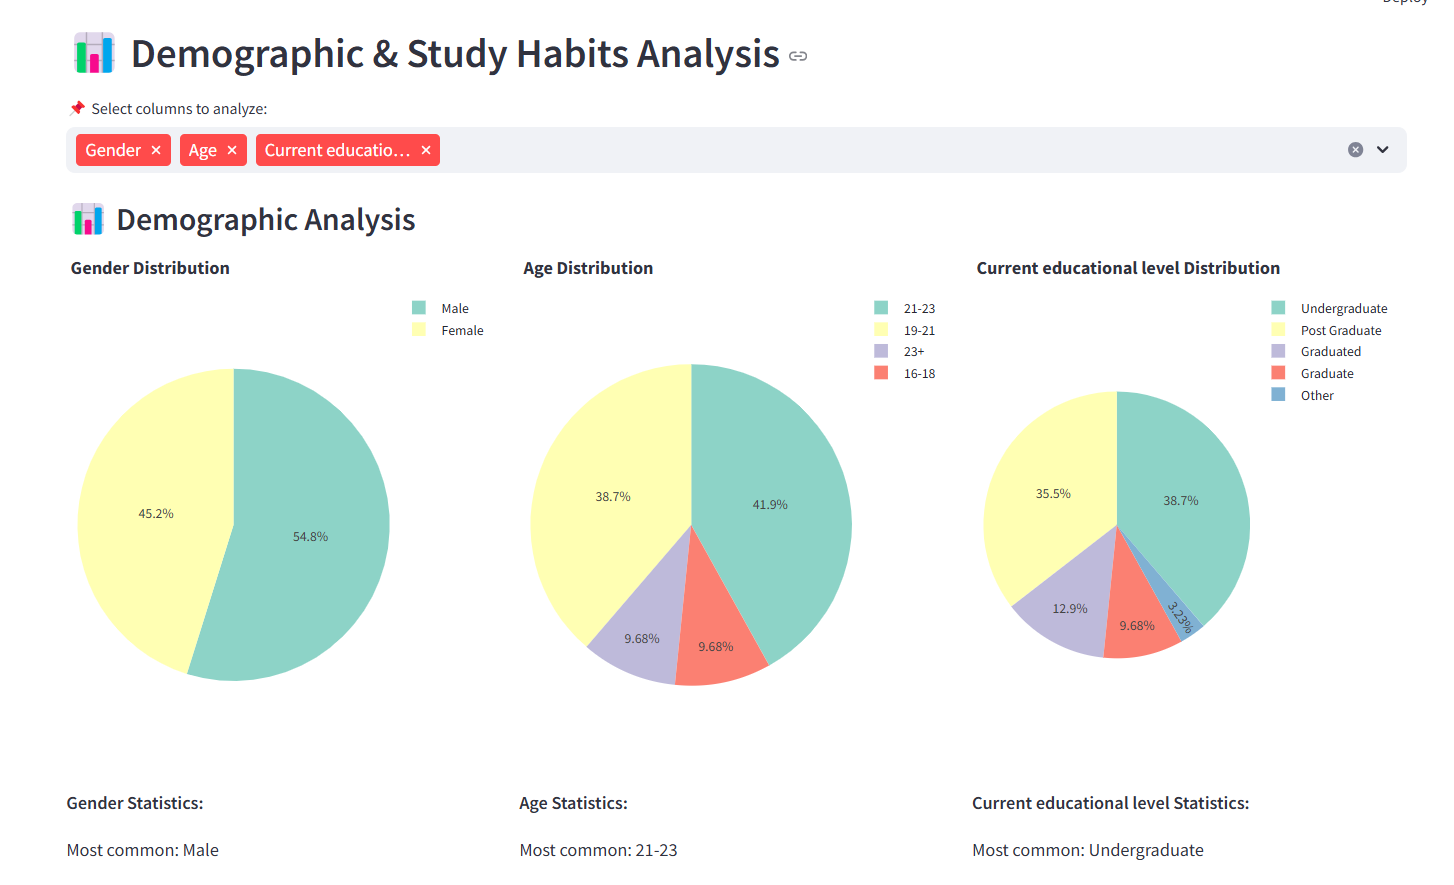 Deploy
Demographic & Study Habits Analysis
Select columns to analyze:
Gender × Age × Current educatio... ×
Demographic Analysis
Gender Distribution
Male
Female
45.2%
54.8%
Age Distribution
21-23
19-21
23+
16-18
38.7%
41.9%
9.68%
9.68%
Current educational level Distribution
Undergraduate
Post Graduate
Graduated
Graduate
Other
35.5%
38.7%
12.9%
9.68%
3.23%
Gender Statistics:
Most common: Male
Age Statistics:
Most common: 21-23
Current educational level Statistics:
Most common: Undergraduate